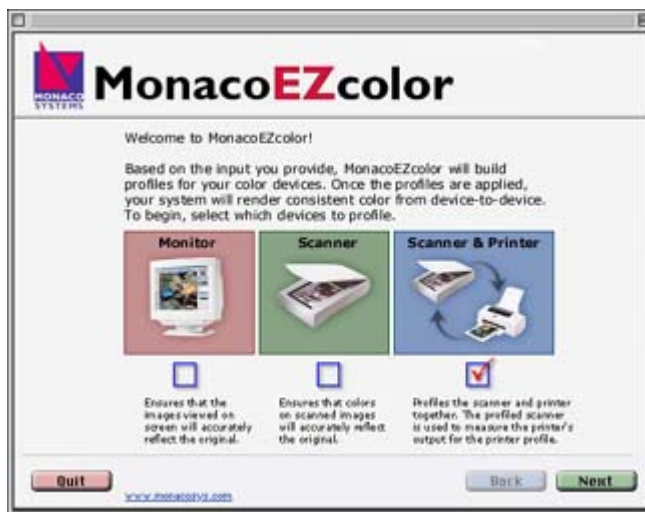 MONACO
SYSTEMS
MonacoEZcolor
Welcome to MonacoEZcolor!
Based on the input you provide, MonacoEZcolor will build
profiles for your color devices. Once the profiles are applied,
your system will render consistent color from device-to-device.
To begin, select which devices to profile.
Monitor
Scanner
Scanner & Printer
Ensures that the
images viewed on
screen will accurately
reflect the original.
Ensures that colors
on scanned images
will accurately reflect
the original.
Profiles the scanner and printer
together. The profiled scanner
is used to measure the printer's
output for the printer profile.
Quit
www.monacosys.com
Back
Next